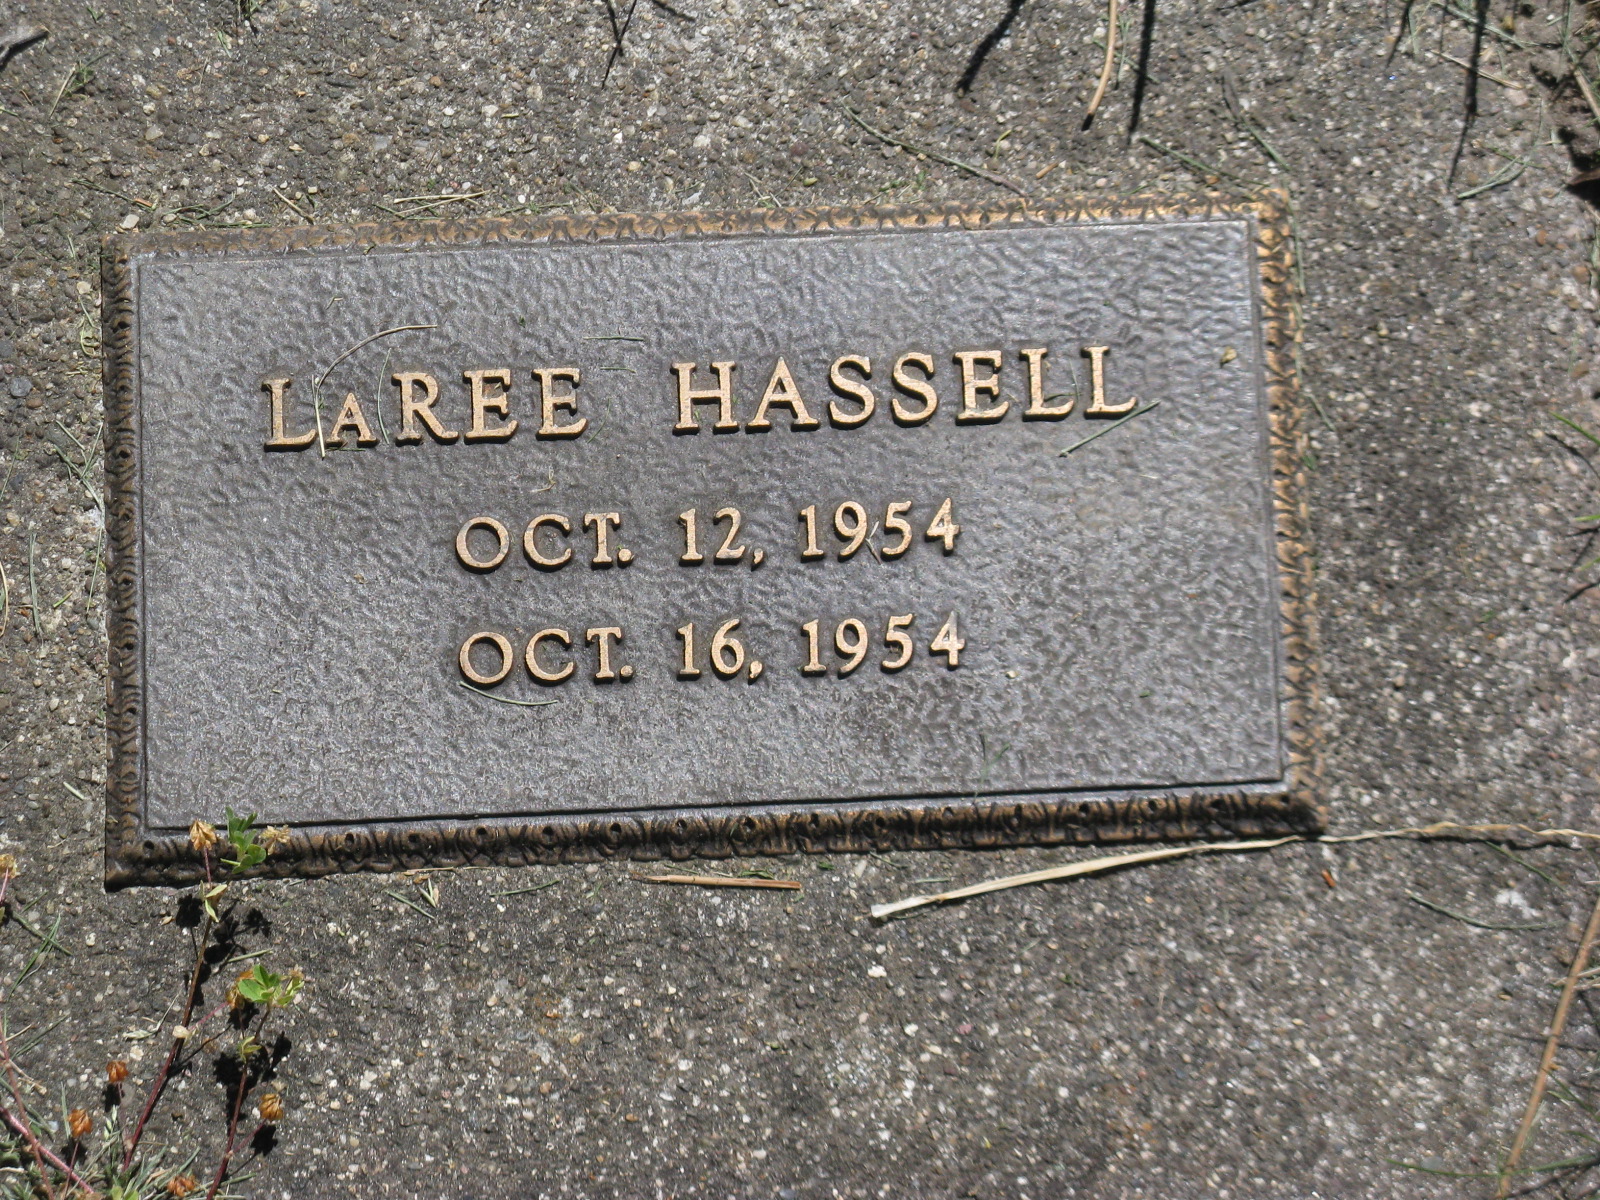 LaREE HASSELL
OCT. 12, 1954
OCT. 16, 1954